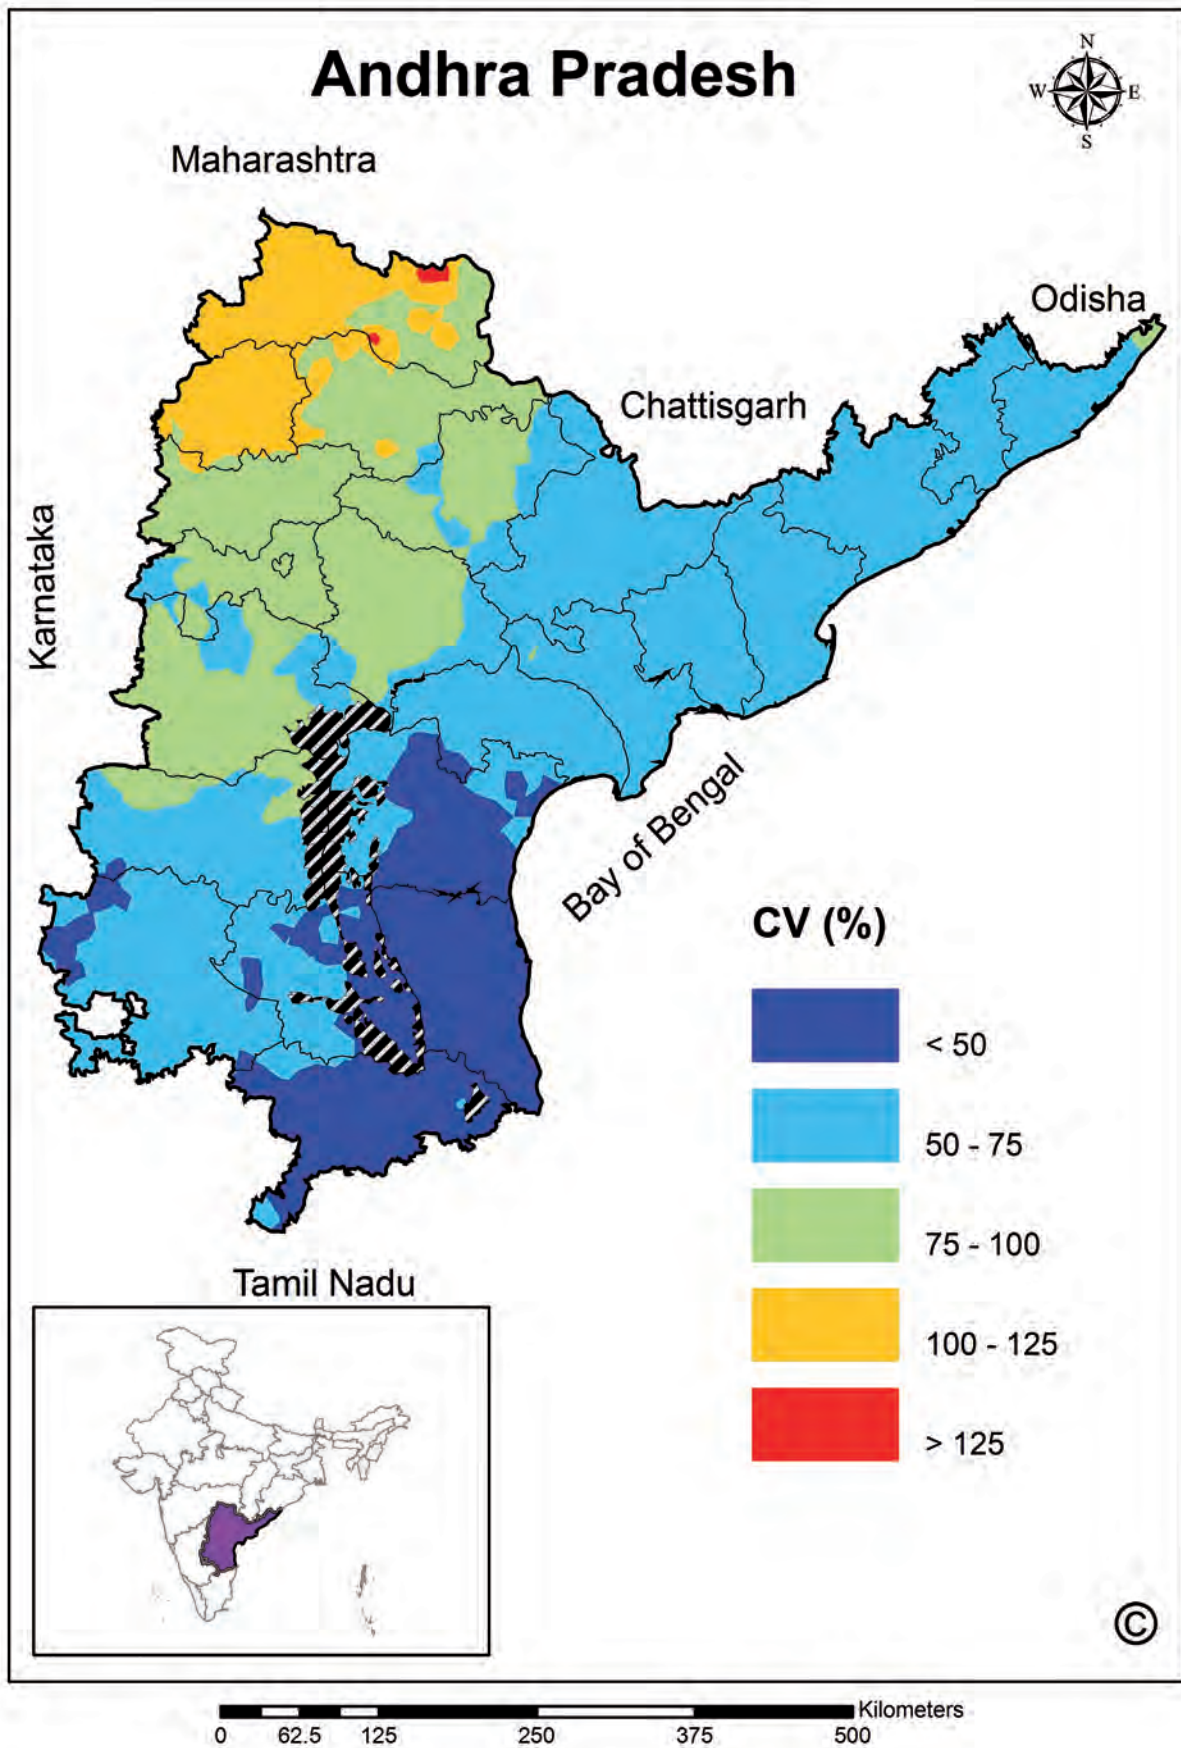 Andhra Pradesh
N
W E
S
Maharashtra
Odisha
Chattisgarh
Karnataka
Bay of Bengal
CV (%)
< 50
50 - 75
75 - 100
100 - 125
> 125
Tamil Nadu
©
Kilometers
0 62.5 125 250 375 500